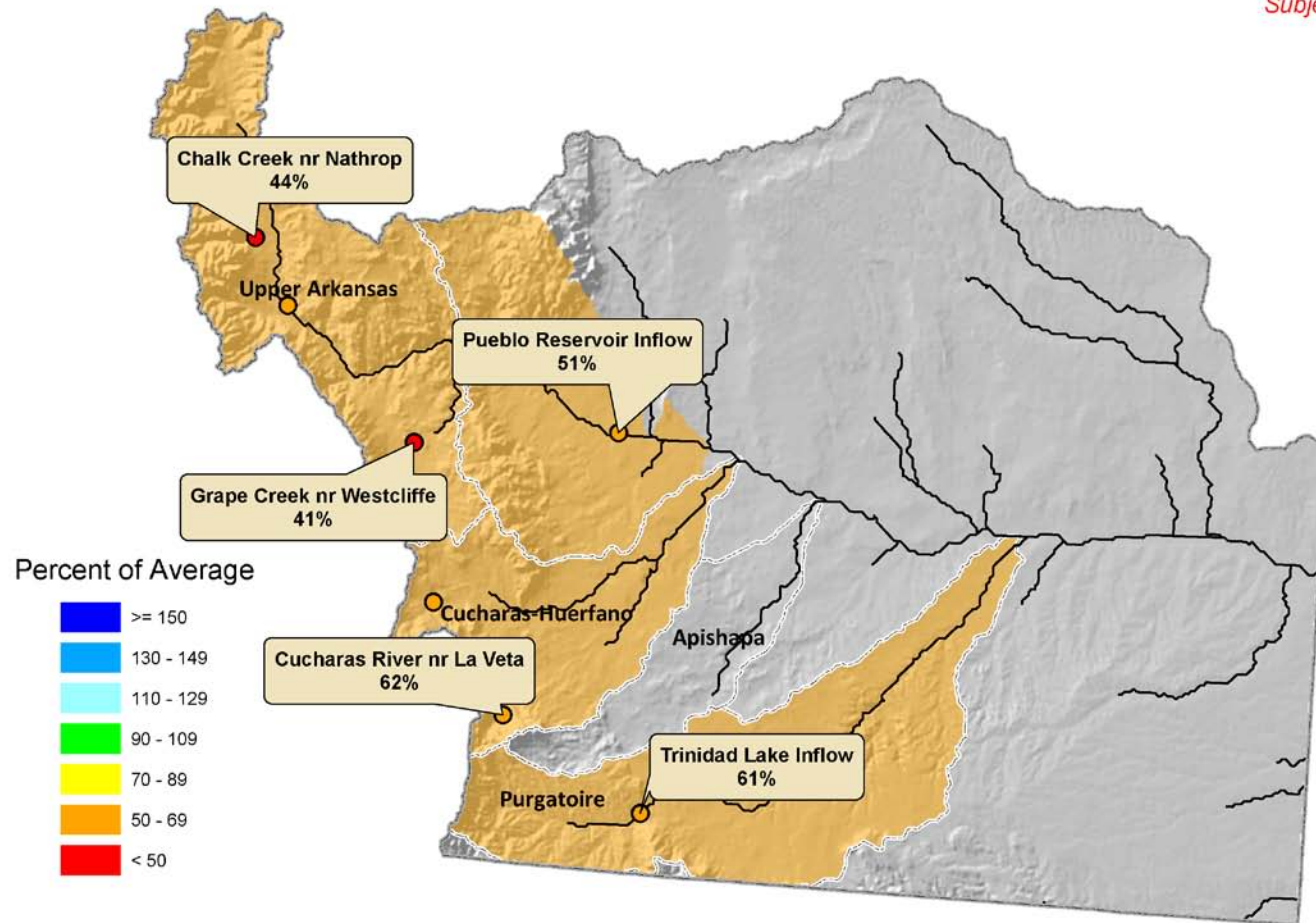 Subje
Chalk Creek nr Nathrop
44%
Upper Arkansas
Pueblo Reservoir Inflow
51%
Grape Creek nr Westcliffe
41%
Percent of Average
>= 150
130 - 149
110 - 129
90 - 109
70 - 89
50 - 69
< 50
Cucharas-Huerfano
Apishapa
Cucharas River nr La Veta
62%
Trinidad Lake Inflow
61%
Purgatoire